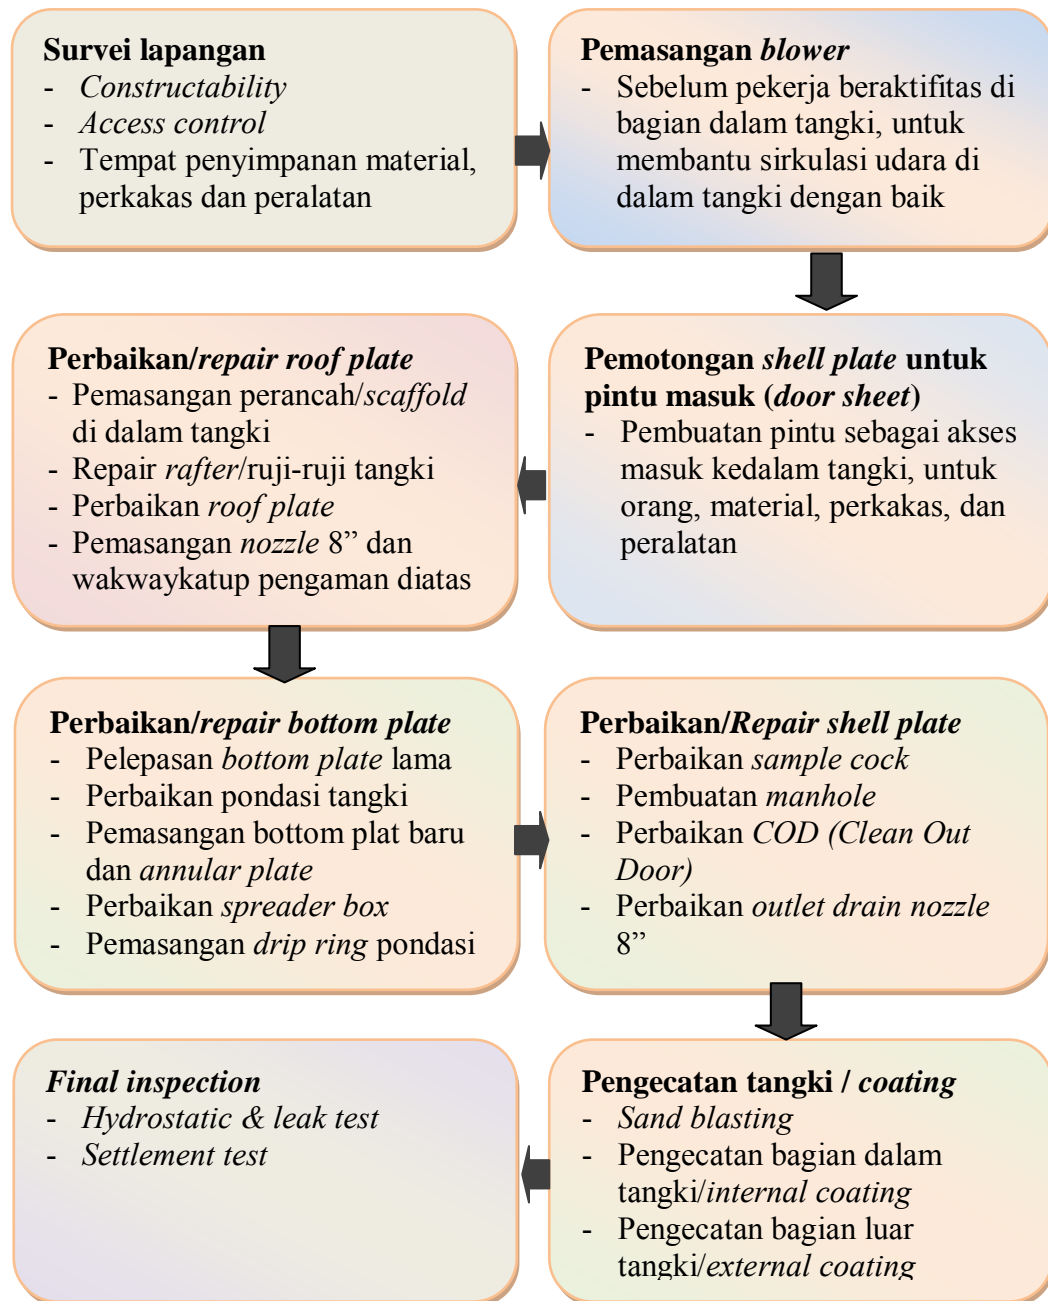 Survei lapangan
- Constructability
- Access control
- Tempat penyimpanan material,
perkakas dan peralatan
Pemasangan blower
- Sebelum pekerja beraktifitas di
bagian dalam tangki, untuk
membantu sirkulasi udara di
dalam tangki dengan baik
Pemotongan shell plate untuk
pintu masuk (door sheet)
- Pembuatan pintu sebagai akses
masuk kedalam tangki, untuk
orang, material, perkakas, dan
peralatan
Perbaikan/repair roof plate
- Pemasangan perancah/scaffold
di dalam tangki
- Repair rafter/ruji-ruji tangki
- Perbaikan roof plate
- Pemasangan nozzle 8” dan
wakwaykatup pengaman diatas
Perbaikan/repair bottom plate
- Pelepasan bottom plate lama
- Perbaikan pondasi tangki
- Pemasangan bottom plat baru
dan annular plate
- Perbaikan spreader box
- Pemasangan drip ring pondasi
Perbaikan/Repair shell plate
- Perbaikan sample cock
- Pembuatan manhole
- Perbaikan COD (Clean Out
Door)
- Perbaikan outlet drain nozzle
8”
Pengecatan tangki / coating
- Sand blasting
- Pengecatan bagian dalam
tangki/internal coating
- Pengecatan bagian luar
tangki/external coating
Final inspection
- Hydrostatic & leak test
- Settlement test